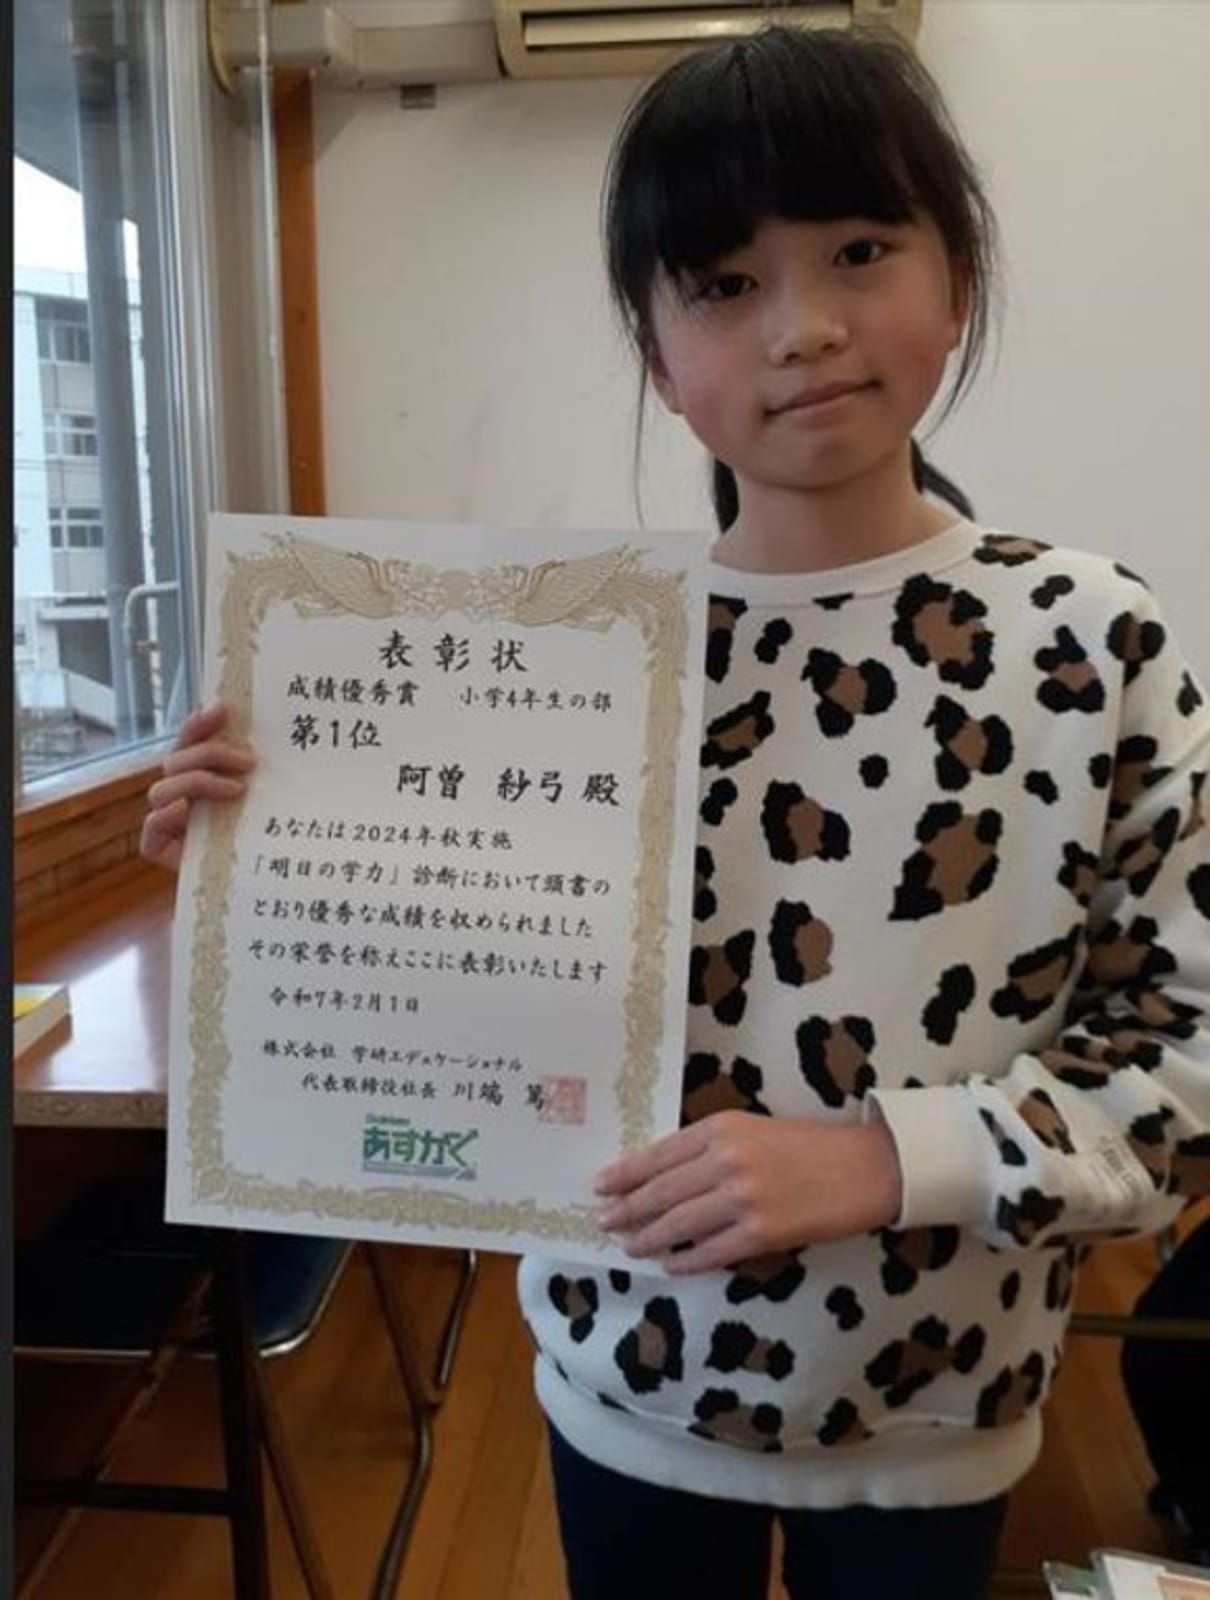 表彰状
成績優秀賞 小学4年生の部
第1位
阿曽 紗弓 殿
あなたは2024年秋実施
「明日の学力」診断において頭書の
とおり優秀な成績を収められました
その栄誉を称えここに表彰いたします
令和7年2月1日
株式会社 学研エデュケーショナル
代表取締役社長 川端 篤
あすがく